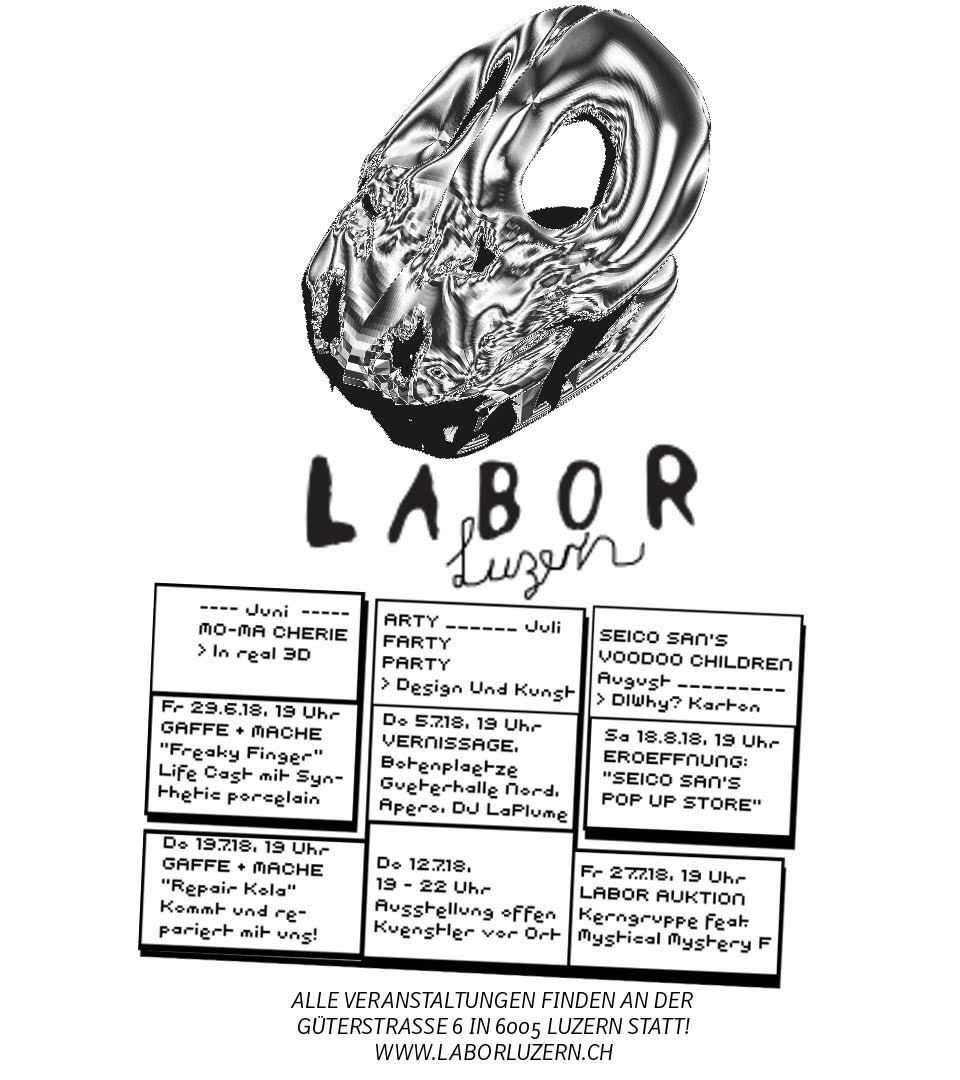 LABOR
Luzern
---- Juni -----
MO-MA CHERIE
> In real 3D
Fr 29.6.18, 19 Uhr
GAFFE + MACHE
"Freaky Finger"
Life Cast mit Syn-
thetic porcelain
Do 19.7.18, 19 Uhr
GAFFE + MACHE
"Repair Kola"
Kommt und re-
pariert mit uns!
ARTY ______ Juli
FARTY
PARTY
> Design Und Kunst
Do 5.7.18, 19 Uhr
VERNISSAGE,
Botenplaetze
Gueterhalle Nord,
Apero, DJ LaPlume
Do 12.7.18,
19 - 22 Uhr
Ausstellung offen
Kuenstler vor Ort
SEICO SAN'S
VOODOO CHILDREN
August _________
> DIWhy? Karton
Sa 18.8.18, 19 Uhr
EROEFFNUNG:
"SEICO SAN'S
POP UP STORE"
Fr 27.7.18, 19 Uhr
LABOR AUKTION
Kerngruppe feat.
Mystical Mystery F
ALLE VERANSTALTUNGEN FINDEN AN DER
GÜTERSTRASSE 6 IN 6005 LUZERN STATT!
WWW.LABORLUZERN.CH